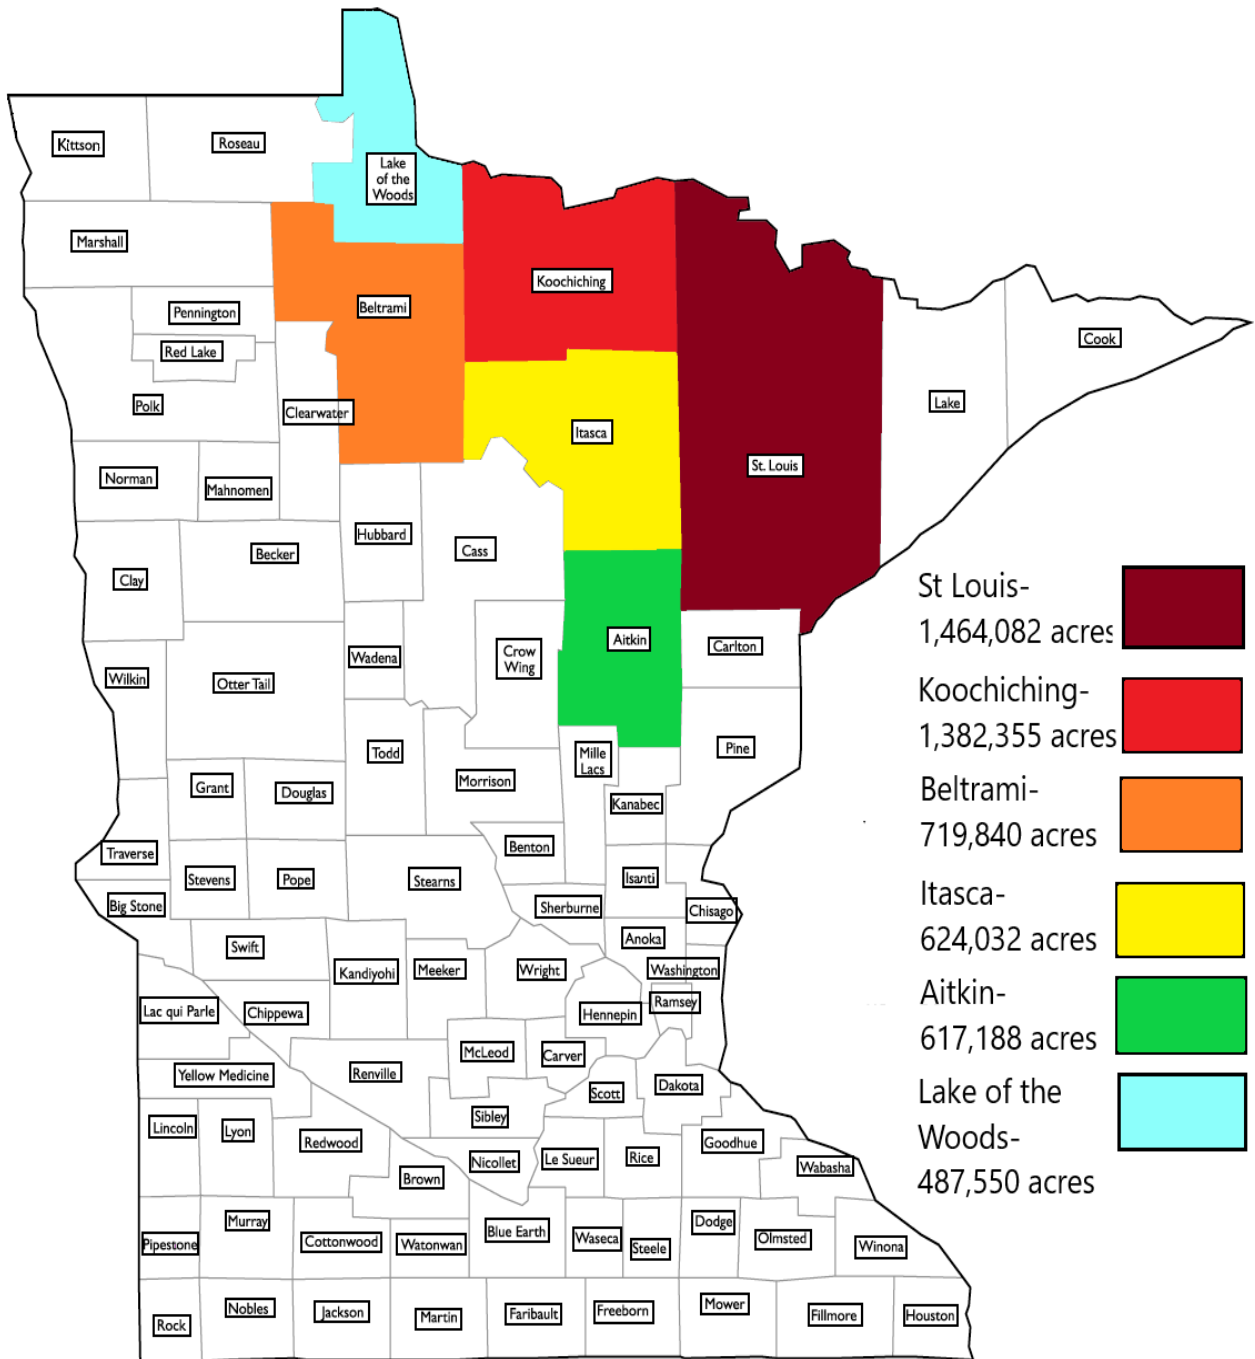 Kittson
Roseau
Lake
of the
Woods
Marshall
Koochiching
Beltrami
Pennington
Red Lake
Cook
Polk
Clearwater
Lake
Itasca
St. Louis
Norman
Mahnomen
Hubbard
Cass
Becker
Clay
Aitkin
Carlton
Crow
Wing
Wadena
Wilkin
Otter Tail
Todd
Mille
Lacs
Pine
Morrison
Grant
Douglas
Kanabec
Benton
Traverse
Stevens
Pope
Stearns
Isanti
Big Stone
Sherburne
Chisago
Swift
Anoka
Kandiyohi
Meeker
Wright
Washington
Lac qui Parle
Chippewa
Hennepin
Ramsey
McLeod
Carver
Yellow Medicine
Renville
Scott
Dakota
Sibley
Lincoln
Lyon
Redwood
Goodhue
Nicollet
Le Sueur
Rice
Wabasha
Brown
Murray
Pipestone
Cottonwood
Watonwan
Blue Earth
Waseca
Steele
Dodge
Olmsted
Winona
Rock
Nobles
Jackson
Martin
Faribault
Freeborn
Mower
Fillmore
Houston
St Louis-
1,464,082 acres
Koochiching-
1,382,355 acres
Beltrami-
719,840 acres
Itasca-
624,032 acres
Aitkin-
617,188 acres
Lake of the
Woods-
487,550 acres